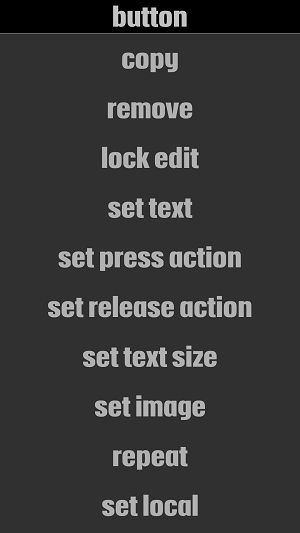 button
copy
remove
lock edit
set text
set press action
set release action
set text size
set image
repeat
set local